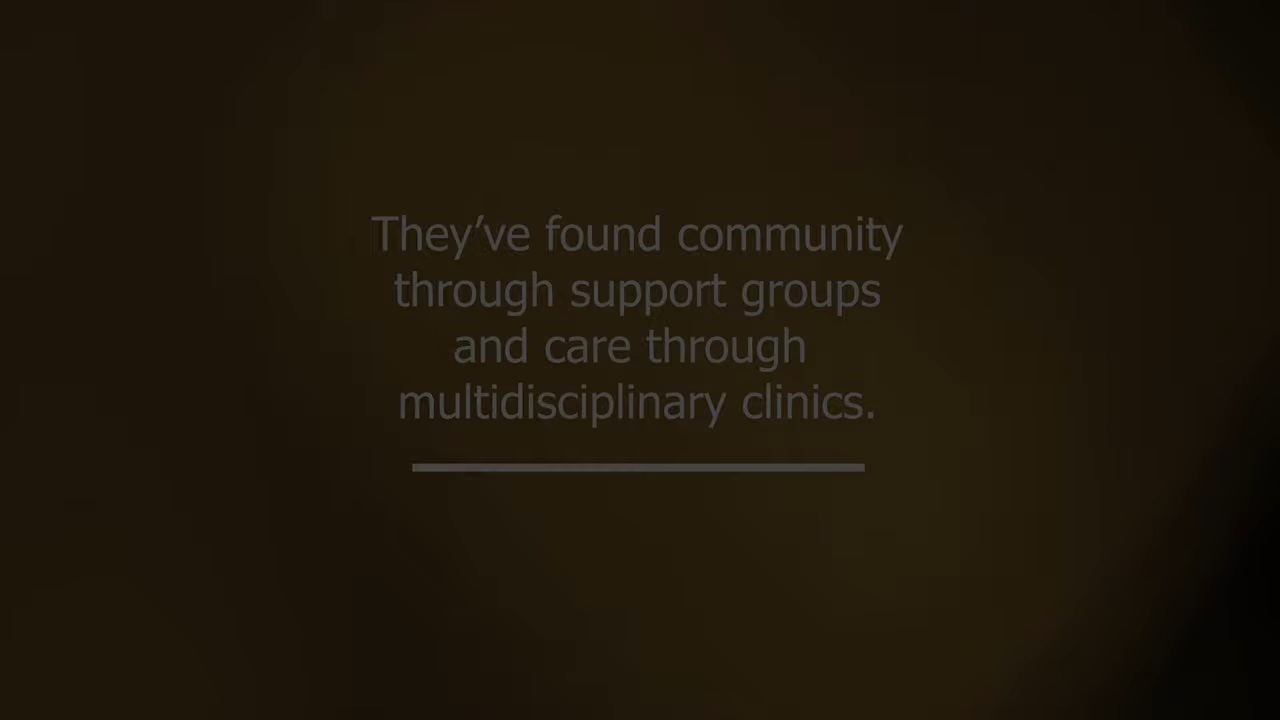 They’ve found community
through support groups
and care through
multidisciplinary clinics.